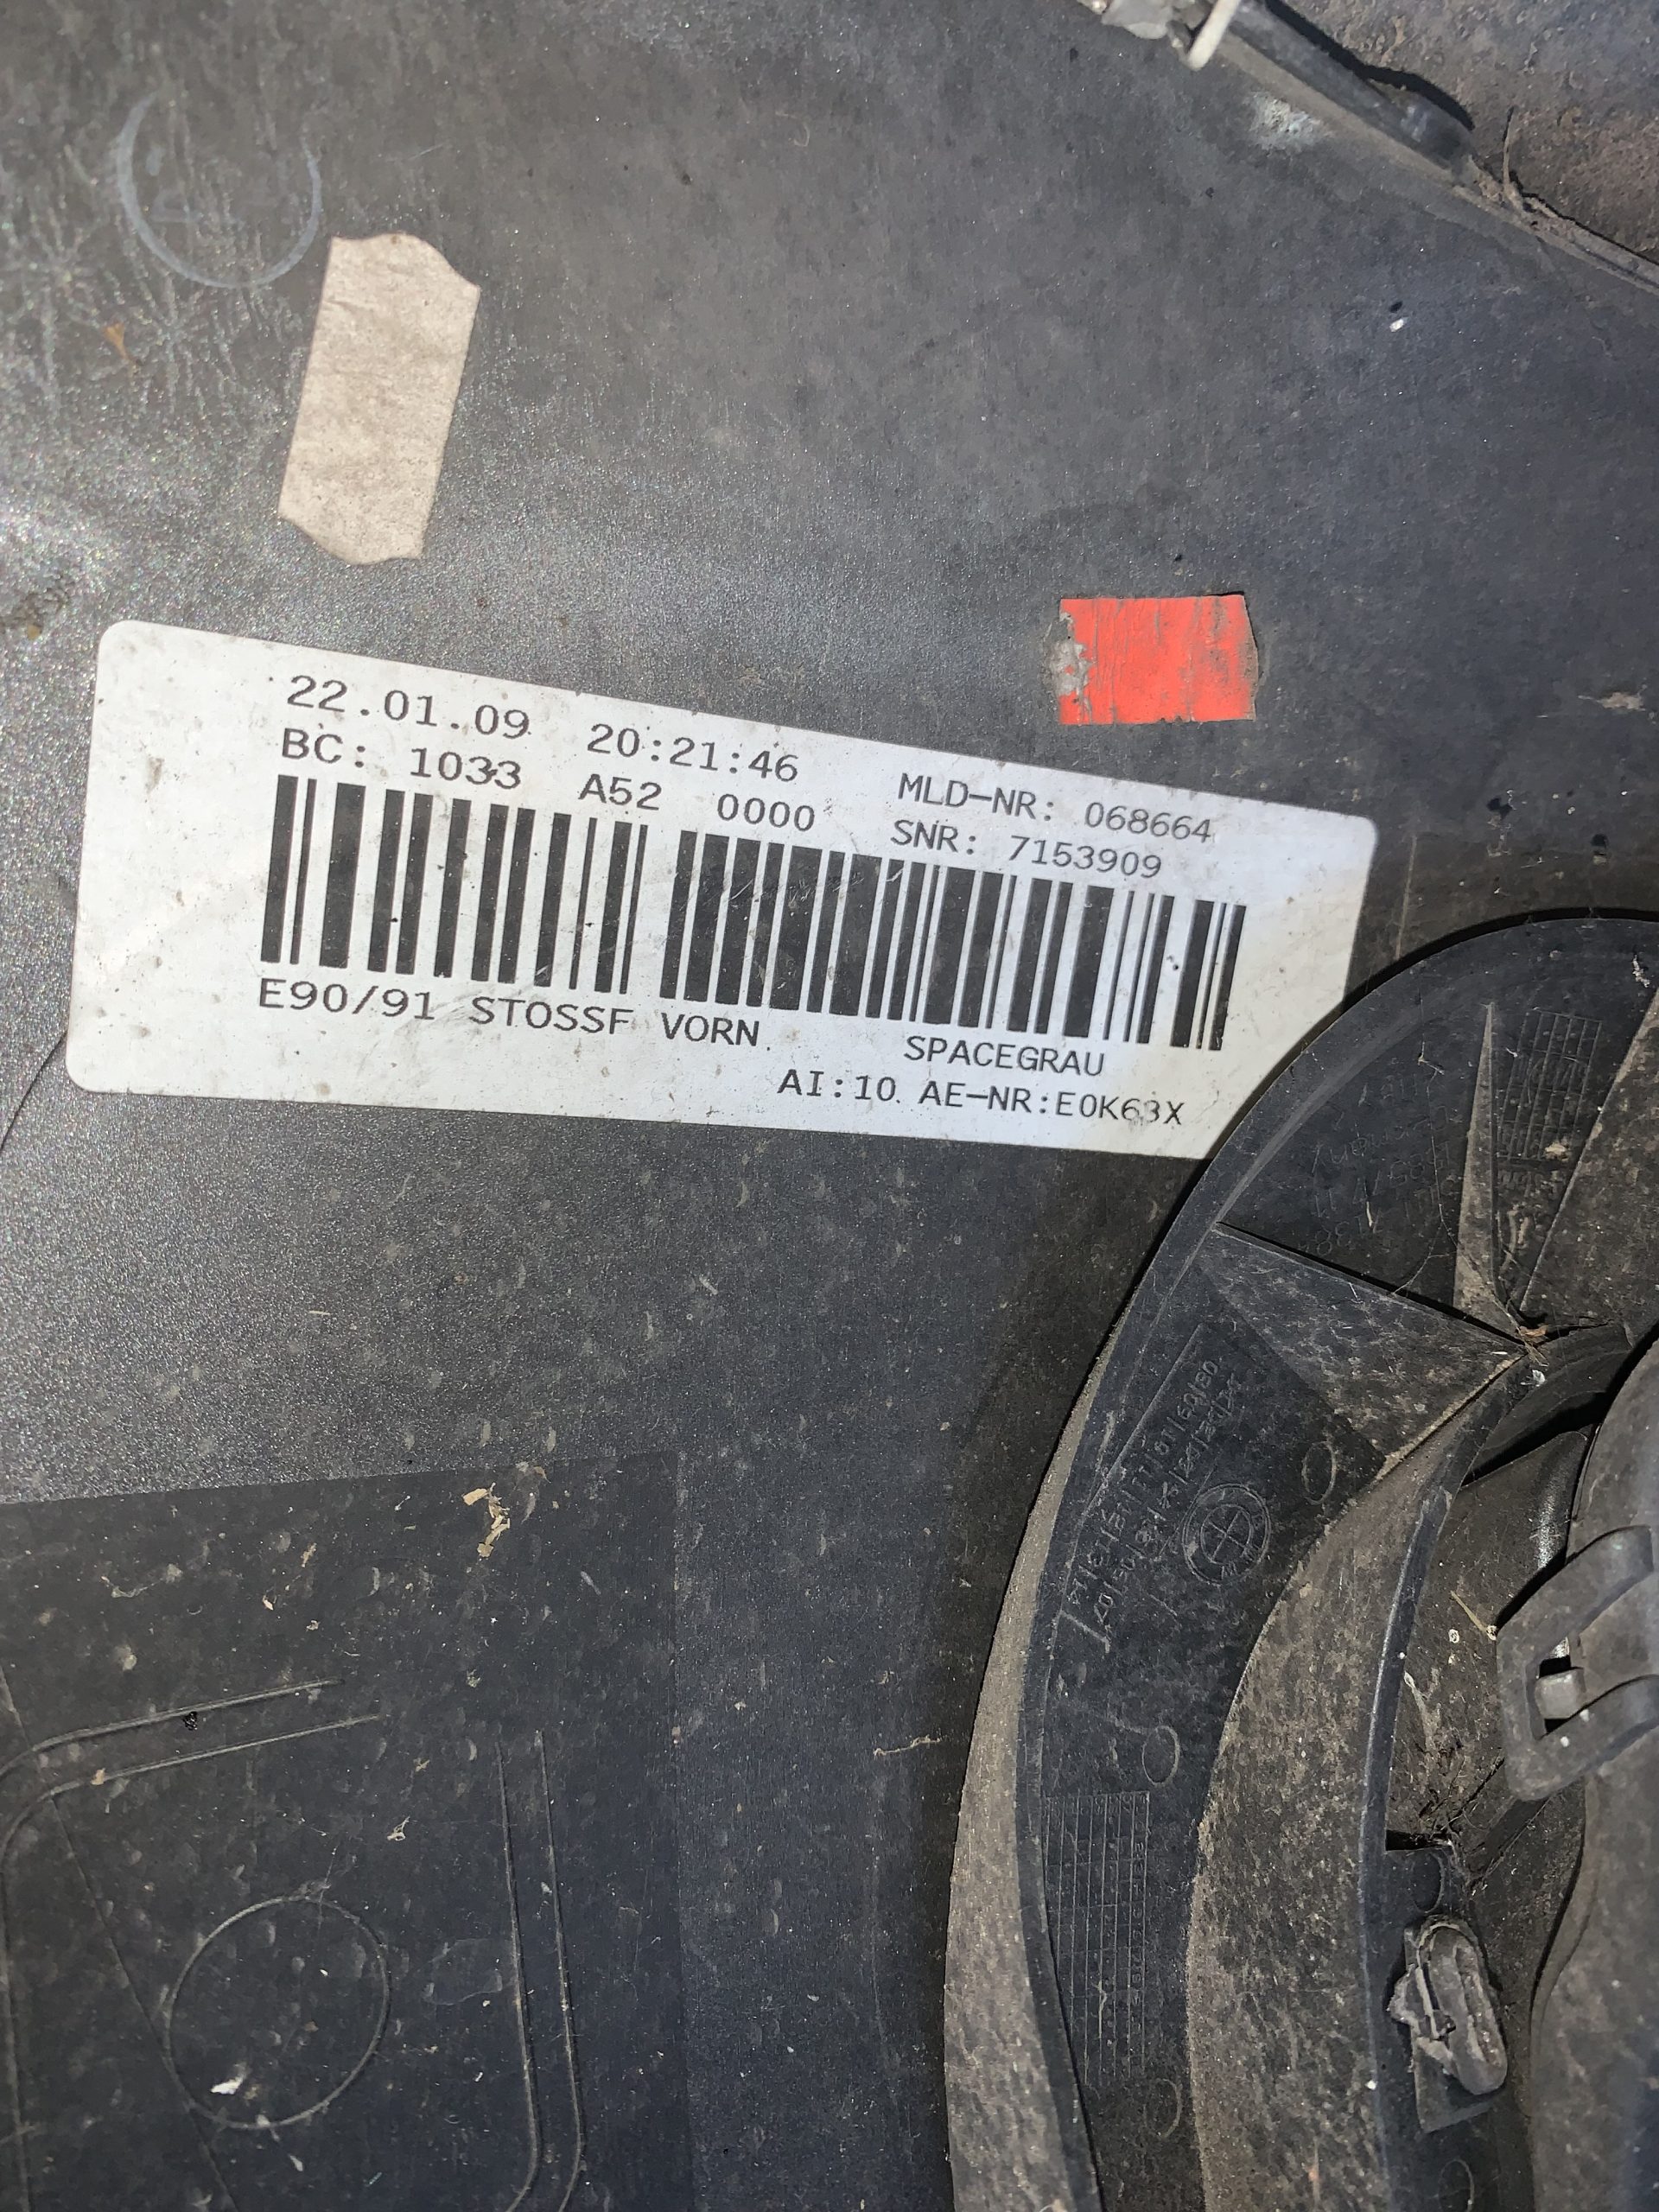 22.01.09 20:21:46 MLD-NR: 068664
BC: 1033 A52 0000 SNR: 7153909
E90/91 STOSSF VORN SPACEGRAU
AI:10 AE-NR:E0K63X